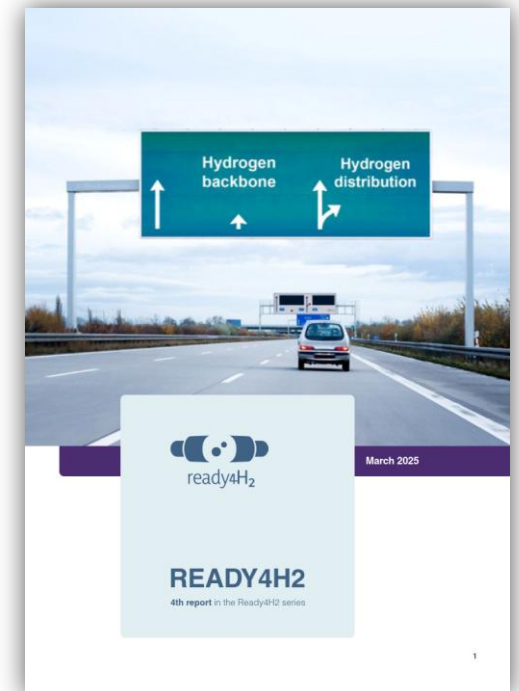 Hydrogen
backbone
Hydrogen
distribution
March 2025
ready4H₂
READY4H2
4th report in the Ready4H2 series
1